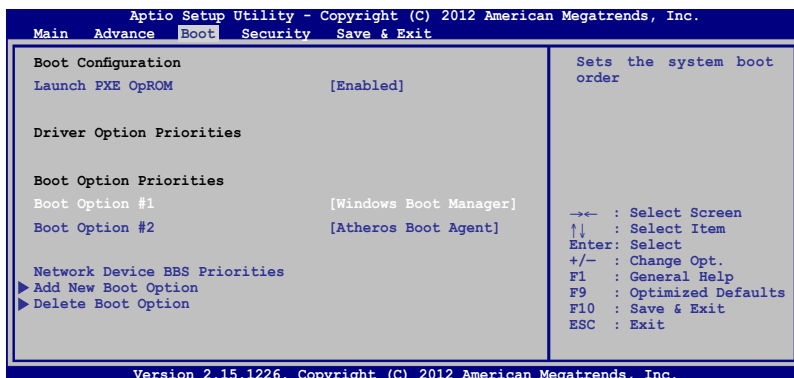 Aptio Setup Utility - Copyright (C) 2012 American Megatrends, Inc.
Main Advance Boot Security Save & Exit
Boot Configuration
Launch PXE OpROM [Enabled]
Driver Option Priorities
Boot Option Priorities
Boot Option #1 [Windows Boot Manager]
Boot Option #2 [Atheros Boot Agent]
Network Device BBS Priorities
Add New Boot Option
Delete Boot Option
Sets the system boot
order
→← : Select Screen
↑↓ : Select Item
Enter: Select
+/— : Change Opt.
F1 : General Help
F9 : Optimized Defaults
F10 : Save & Exit
ESC : Exit
Version 2.15.1226. Copyright (C) 2012 American Megatrends, Inc.